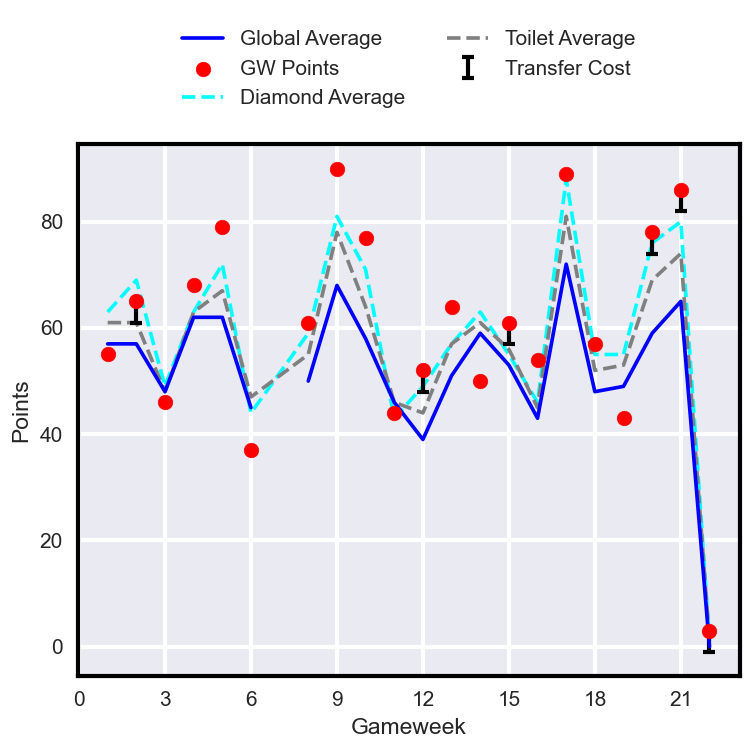 Global Average
GW Points
Diamond Average
Toilet Average
Transfer Cost
80
60
40
20
0
Points
0 3 6 9 12 15 18 21
Gameweek